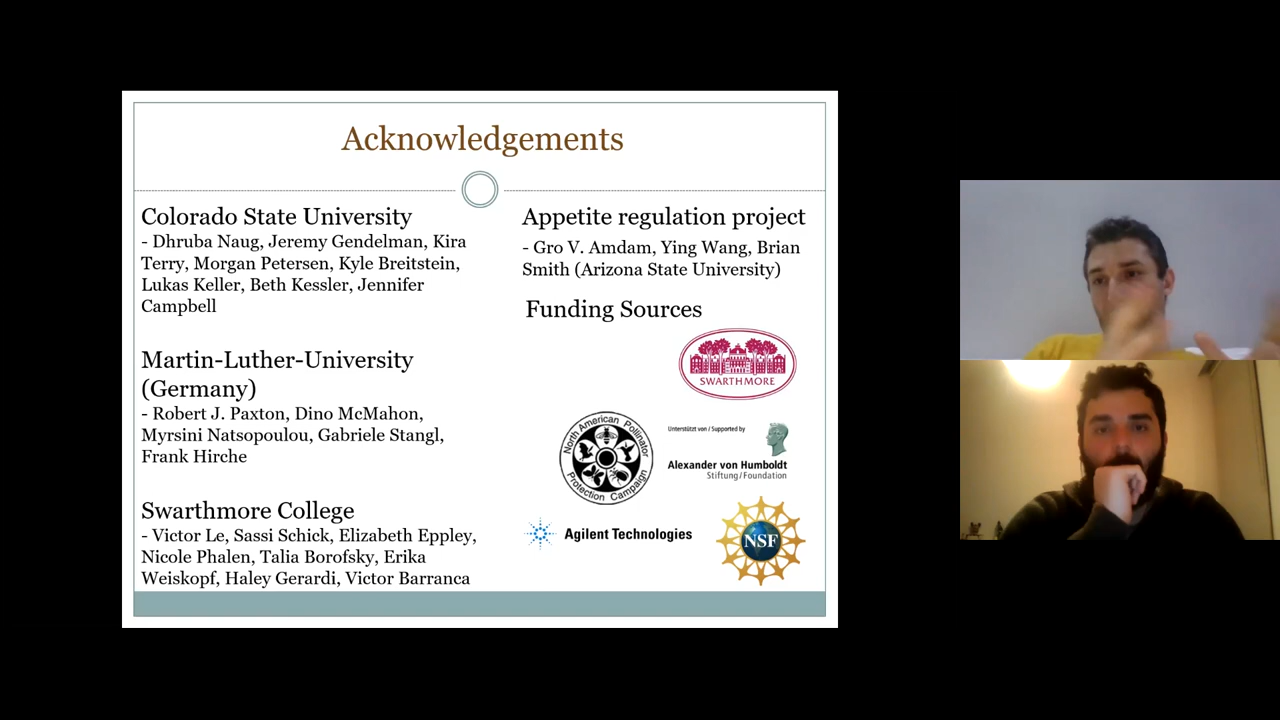 Acknowledgements
Colorado State University
- Dhruba Naug, Jeremy Gendelman, Kira
Terry, Morgan Petersen, Kyle Breitstein,
Lukas Keller, Beth Kessler, Jennifer
Campbell
Martin-Luther-University
(Germany)
- Robert J. Paxton, Dino McMahon,
Myrsini Natsopoulou, Gabriele Stangl,
Frank Hirche
Swarthmore College
- Victor Le, Sassi Schick, Elizabeth Eppley,
Nicole Phalen, Talia Borofsky, Erika
Weiskopf, Haley Gerardi, Victor Barranca
Appetite regulation project
- Gro V. Amdam, Ying Wang, Brian
Smith (Arizona State University)
Funding Sources
SWARTHMORE
North American Pollinator
Protection Campaign
Unterstützt von / Supported by
Alexander von Humboldt
Stiftung/Foundation
Agilent Technologies
NSF